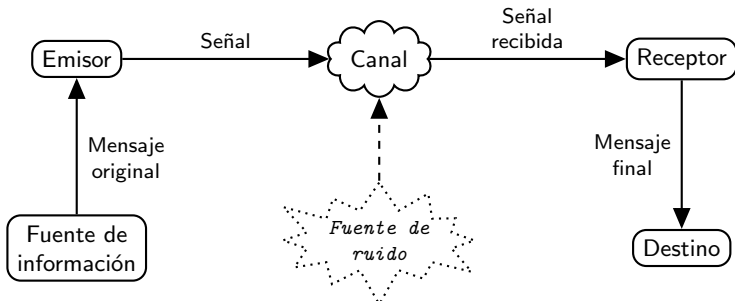 Emisor
Señal
Canal
Señal
recibida
Receptor
Mensaje
original
Mensaje
final
Fuente de
información
Fuente de
ruido
Destino